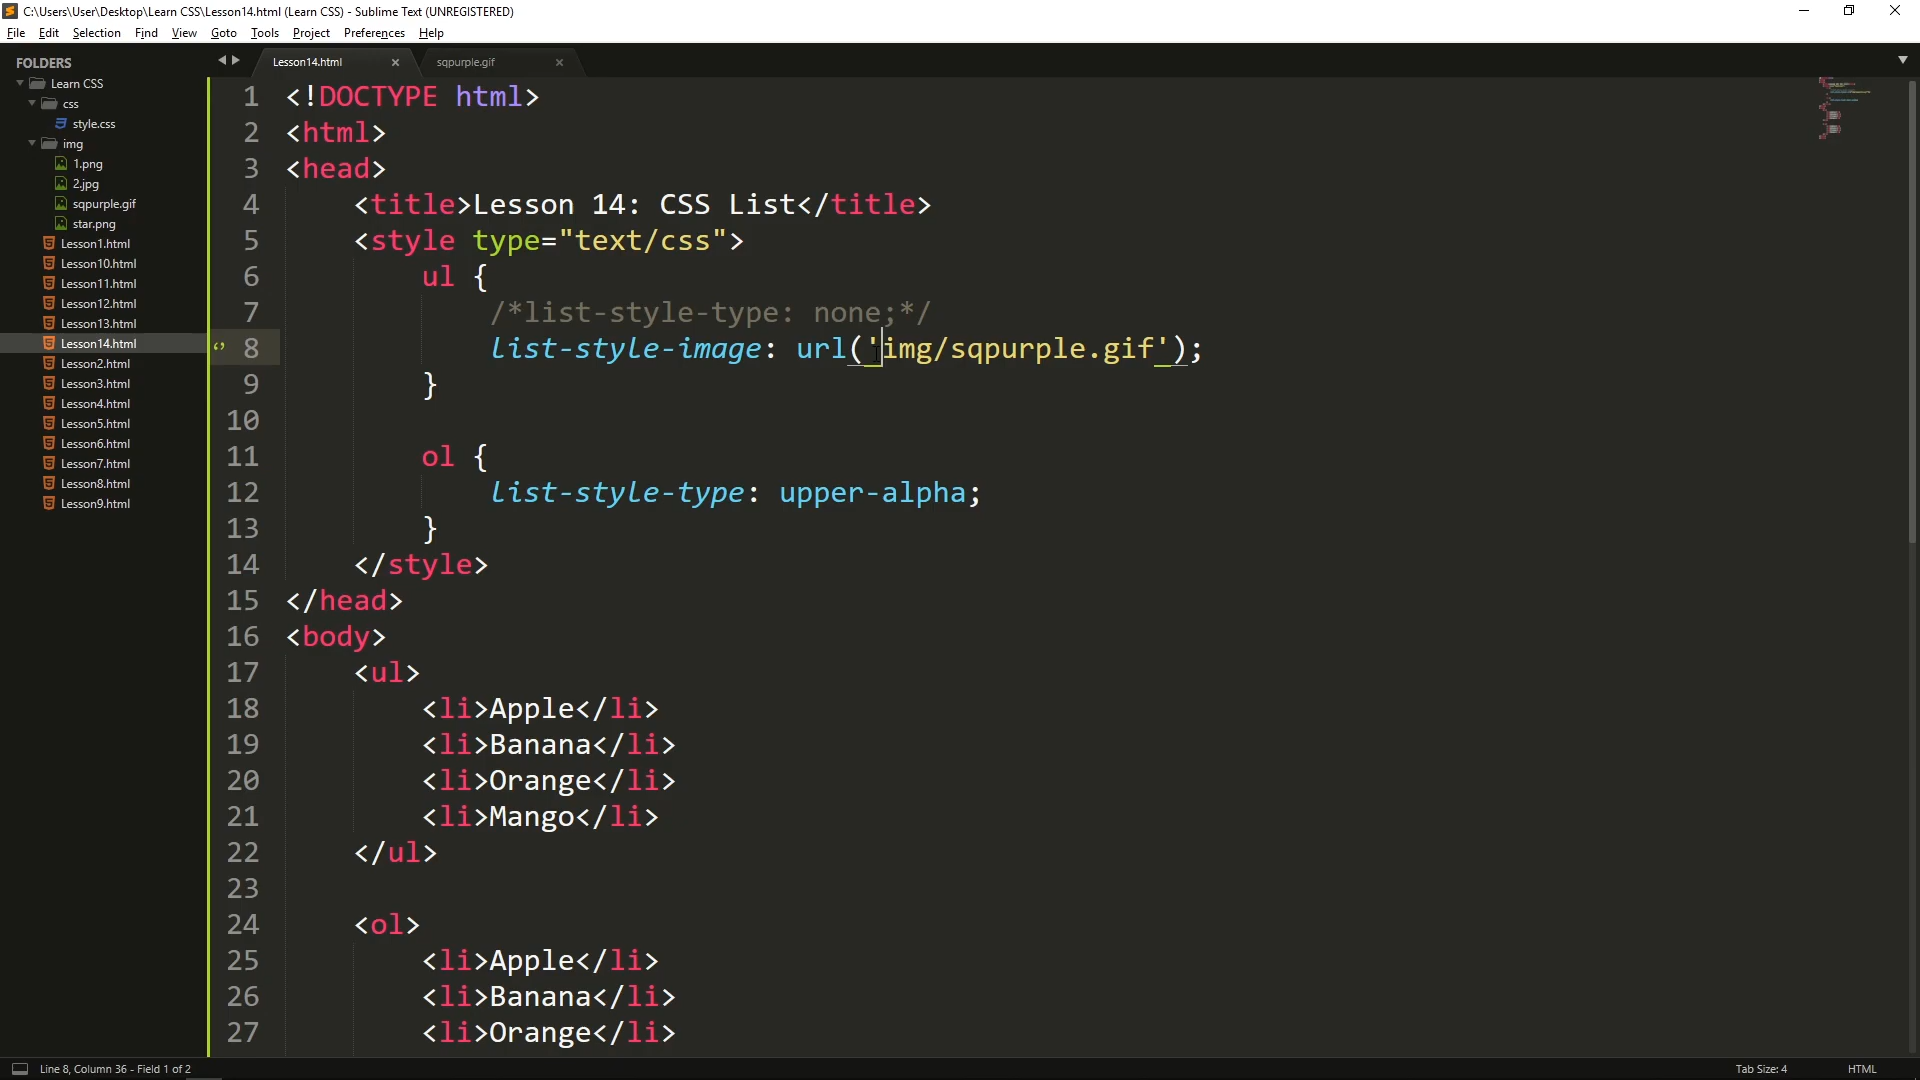 C:\Users\User\Desktop\Learn CSS\Lesson14.html (Learn CSS) - Sublime Text (UNREGISTERED)
File Edit Selection Find View Goto Tools Project Preferences Help
FOLDERS
Learn CSS
css
style.css
img
1.png
2.jpg
sqpurple.gif
star.png
Lesson1.html
Lesson10.html
Lesson11.html
Lesson12.html
Lesson13.html
Lesson14.html
Lesson2.html
Lesson3.html
Lesson4.html
Lesson5.html
Lesson6.html
Lesson7.html
Lesson8.html
Lesson9.html
Lesson14.html sqpurple.gif
1 <!DOCTYPE html>
2 <html>
3 <head>
4 <title>Lesson 14: CSS List</title>
5 <style type="text/css">
6 ul {
7 /*list-style-type: none;*/
8 list-style-image: url('img/sqpurple.gif');
9 }
10
11 ol {
12 list-style-type: upper-alpha;
13 }
14 </style>
15 </head>
16 <body>
17 <ul>
18 <li>Apple</li>
19 <li>Banana</li>
20 <li>Orange</li>
21 <li>Mango</li>
22 </ul>
23
24 <ol>
25 <li>Apple</li>
26 <li>Banana</li>
27 <li>Orange</li>
Line 8, Column 36 - Field 1 of 2 Tab Size: 4 HTML